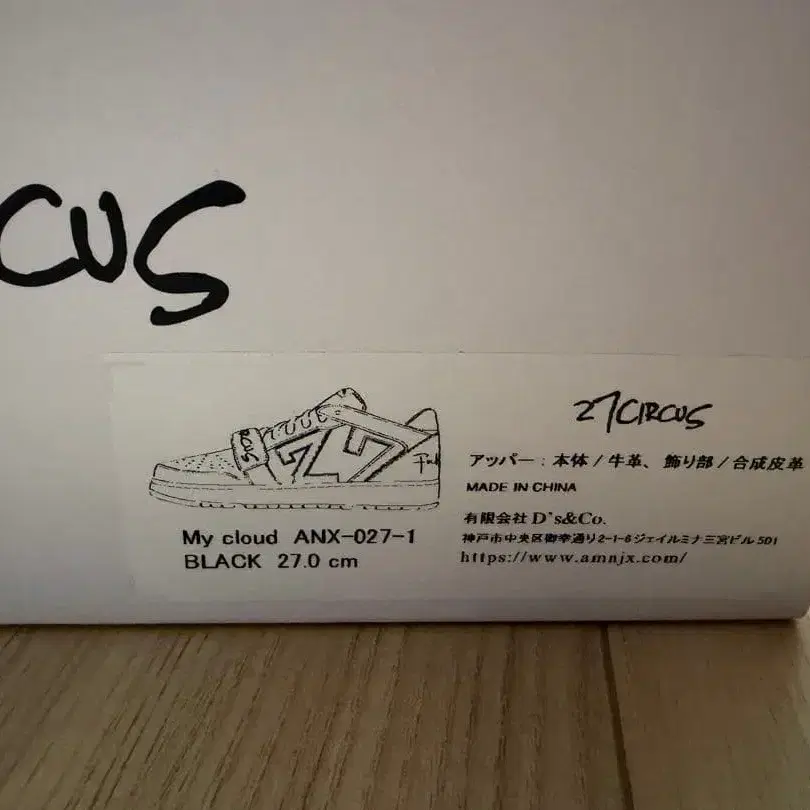 CUS
27CIRCUS
アッパー：本体/牛革、飾り部/合成皮革
MADE IN CHINA
有限会社 D's&Co.
神戸市中央区御幸通り2-1-6ジェイルミナ三宮ビル501
https://www.amnjx.com/
27
My cloud ANX-027-1
BLACK 27.0 cm